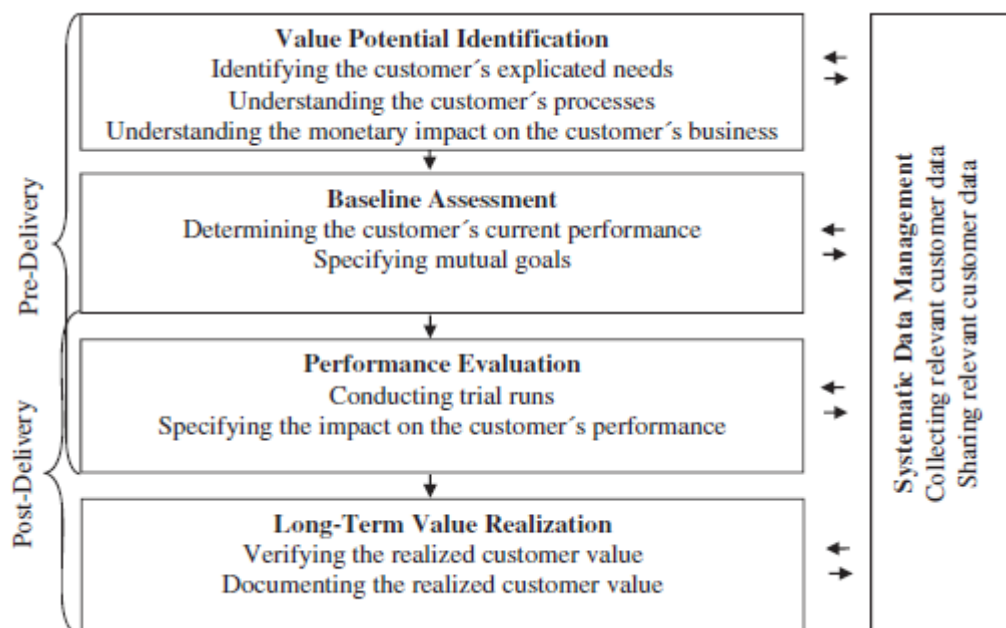 Value Potential Identification
Identifying the customer´s explicated needs
Understanding the customer´s processes
Understanding the monetary impact on the customer´s business
Baseline Assessment
Determining the customer´s current performance
Specifying mutual goals
Performance Evaluation
Conducting trial runs
Specifying the impact on the customer´s performance
Long-Term Value Realization
Verifying the realized customer value
Documenting the realized customer value
Pre-Delivery
Post-Delivery
Systematic Data Management
Collecting relevant customer data
Sharing relevant customer data